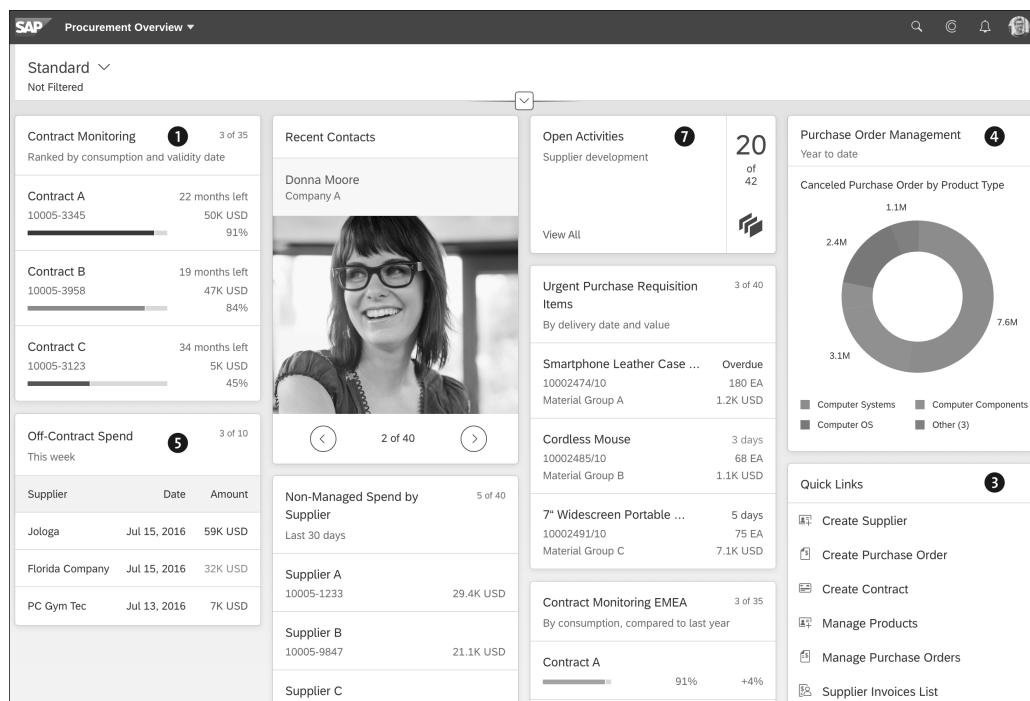 SAP Procurement Overview
Standard
Not Filtered
Contract Monitoring 1 3 of 35
Ranked by consumption and validity date
Contract A 22 months left
10005-3345 50K USD
91%
Contract B 19 months left
10005-3958 47K USD
84%
Contract C 34 months left
10005-3123 5K USD
45%
Off-Contract Spend 5 3 of 10
This week
Supplier Date Amount
Jologa Jul 15, 2016 59K USD
Florida Company Jul 15, 2016 32K USD
PC Gym Tec Jul 13, 2016 7K USD
Recent Contacts
Donna Moore
Company A
2 of 40
Non-Managed Spend by 5 of 40
Supplier
Last 30 days
Supplier A
10005-1233 29.4K USD
Supplier B
10005-9847 21.1K USD
Supplier C
Open Activities 7
Supplier development
20
of
42
View All
Urgent Purchase Requisition 3 of 40
Items
By delivery date and value
Smartphone Leather Case ... Overdue
10002474/10 180 EA
Material Group A 1.2K USD
Cordless Mouse 3 days
10002485/10 68 EA
Material Group B 1.1K USD
7“ Widescreen Portable ... 5 days
10002491/10 75 EA
Material Group C 7.1K USD
Contract Monitoring EMEA 3 of 35
By consumption, compared to last year
Contract A
91% +4%
Purchase Order Management 4
Year to date
Canceled Purchase Order by Product Type
1.1M
2.4M
7.6M
3.1M
Computer Systems Computer Components
Computer OS Other (3)
Quick Links 3
Create Supplier
Create Purchase Order
Create Contract
Manage Products
Manage Purchase Orders
Supplier Invoices List